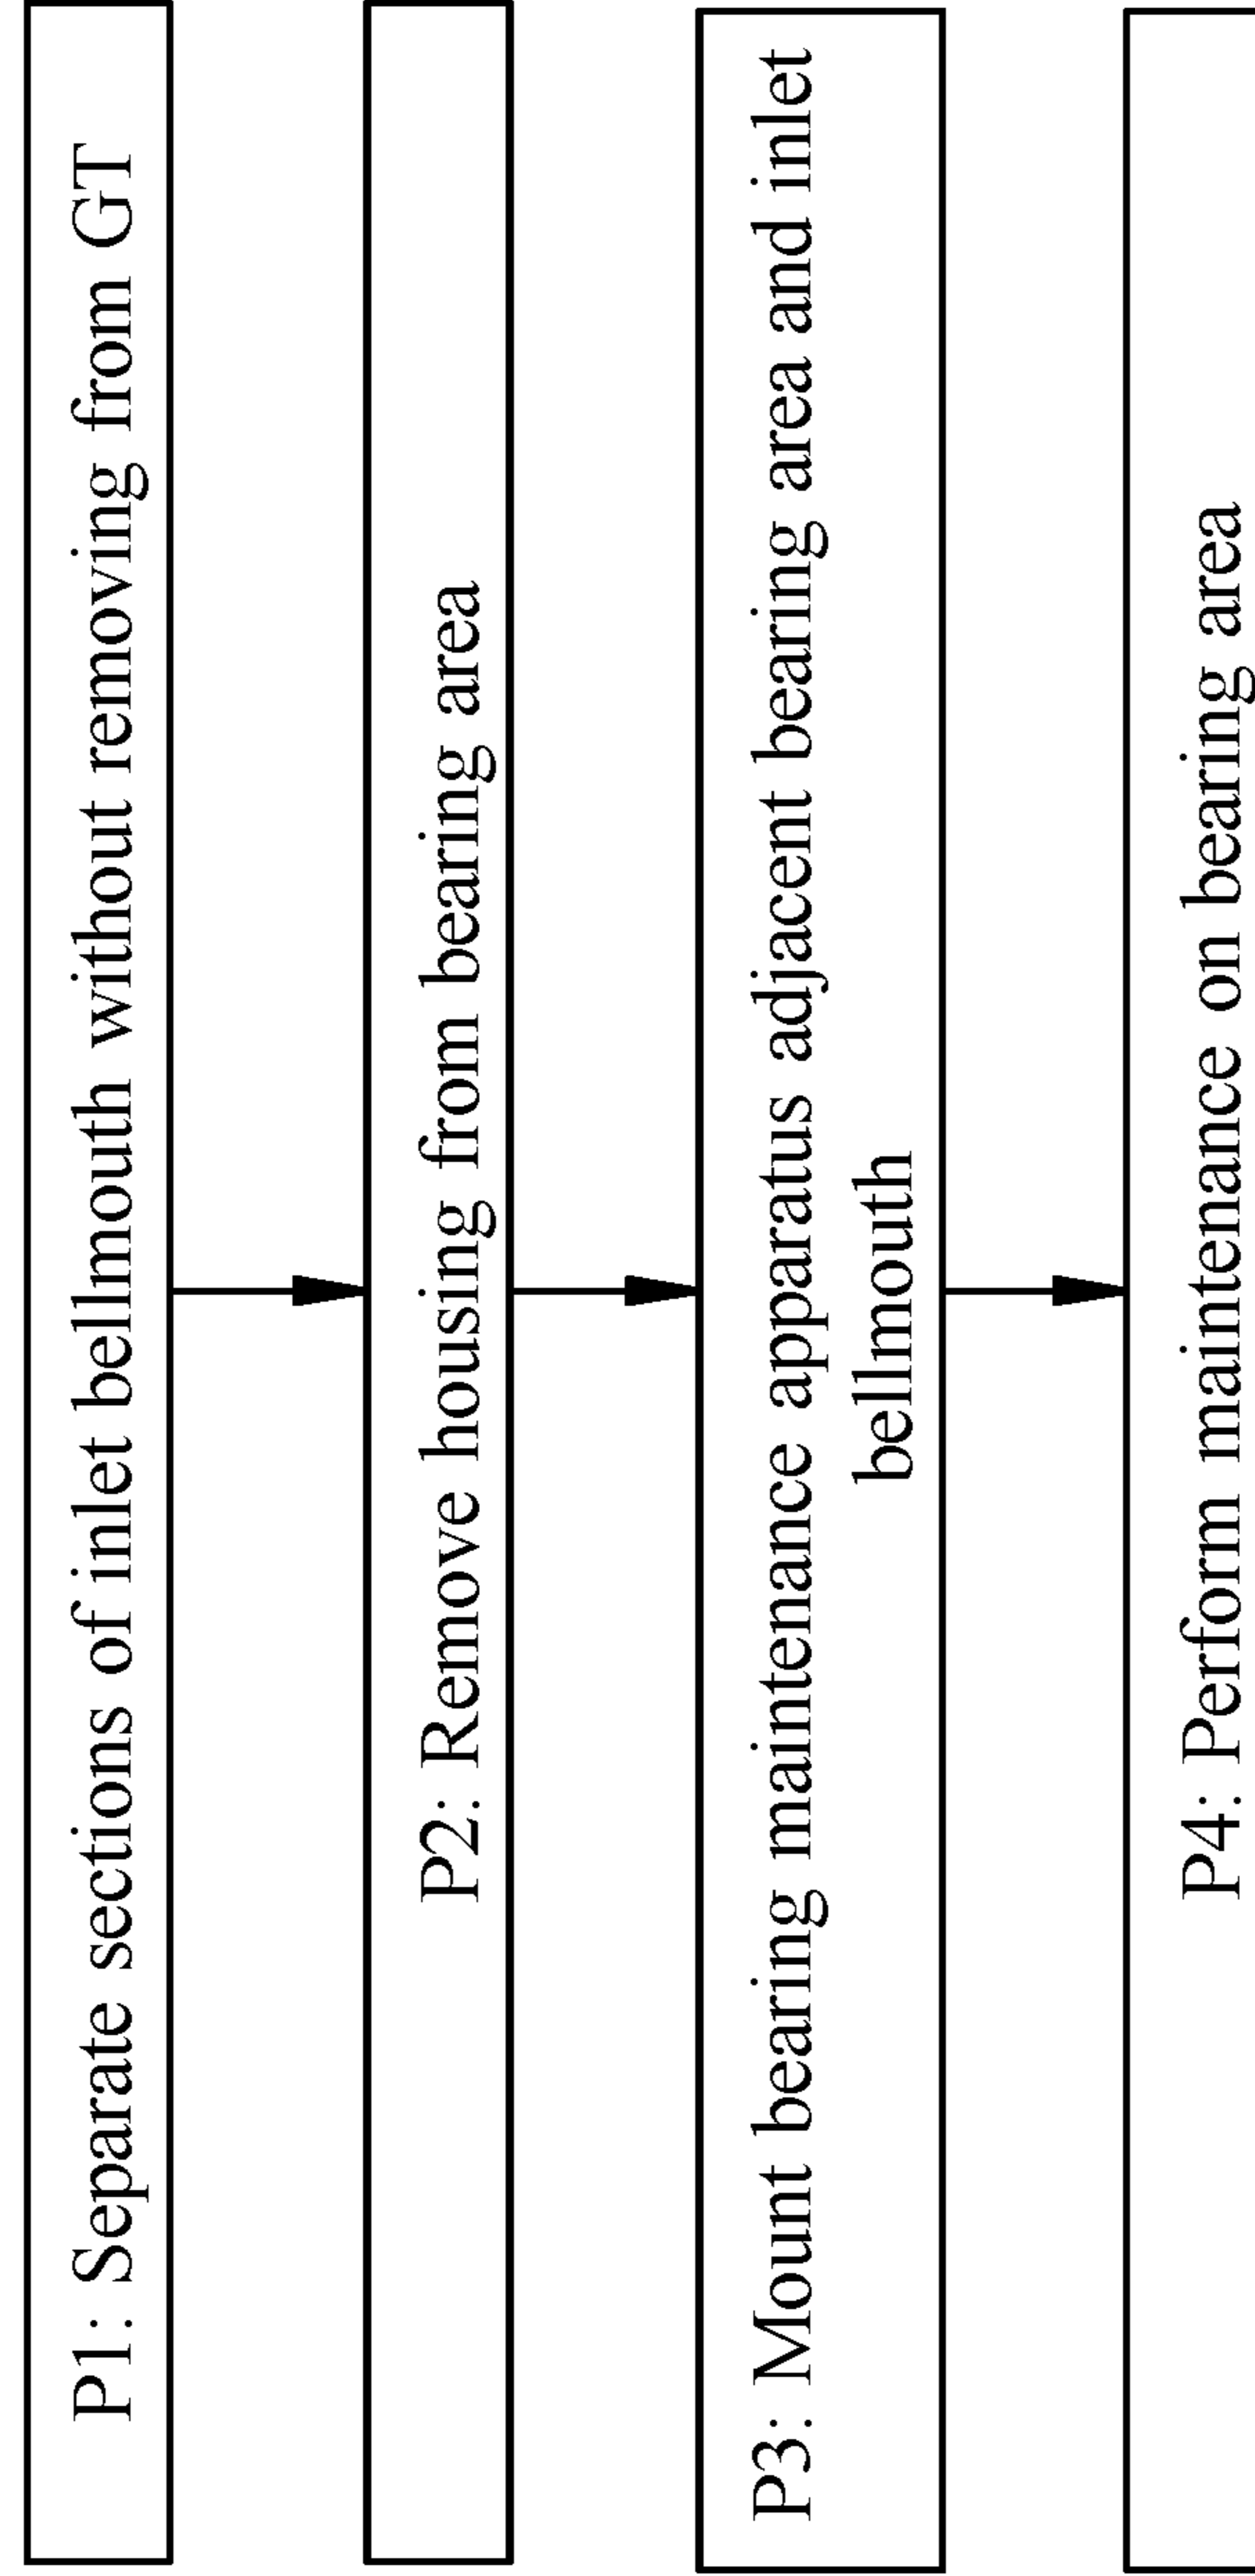 P1: Separate sections of inlet bellmouth without removing from GT
P2: Remove housing from bearing area
P3: Mount bearing maintenance apparatus adjacent bearing area and inlet
bellmouth
P4: Perform maintenance on bearing area